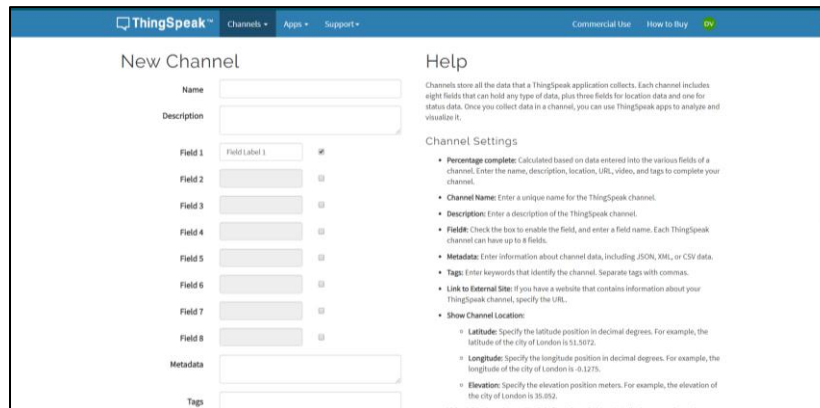 ThingSpeak™ Channels Apps Support Commercial Use How to Buy OV
New Channel
Name
Description
Field 1 Field Label 1
Field 2
Field 3
Field 4
Field 5
Field 6
Field 7
Field 8
Metadata
Tags
Help
Channels store all the data that a ThingSpeak application collects. Each channel includes
eight fields that can hold any type of data, plus three fields for location data and one for
status data. Once you collect data in a channel, you can use ThingSpeak apps to analyze and
visualize it.
Channel Settings
• Percentage complete: Calculated based on data entered into the various fields of a
channel. Enter the name, description, location, URL, video, and tags to complete your
channel.
• Channel Name: Enter a unique name for the ThingSpeak channel.
• Description: Enter a description of the ThingSpeak channel.
• Field#: Check the box to enable the field, and enter a field name. Each ThingSpeak
channel can have up to 8 fields.
• Metadata: Enter information about channel data, including JSON, XML, or CSV data.
• Tags: Enter keywords that identify the channel. Separate tags with commas.
• Link to External Site: If you have a website that contains information about your
ThingSpeak channel, specify the URL.
• Show Channel Location:
◦ Latitude: Specify the latitude position in decimal degrees. For example, the
latitude of the city of London is 51.5072.
◦ Longitude: Specify the longitude position in decimal degrees. For example, the
longitude of the city of London is -0.1275.
◦ Elevation: Specify the elevation position meters. For example, the elevation of
the city of London is 35.052.